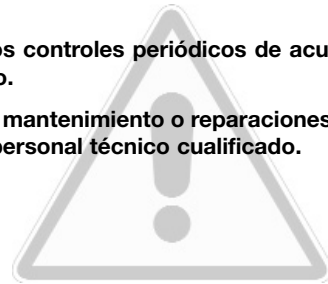 os controles periódicos de acu
o.
mantenimiento o reparaciones
personal técnico cualificado.